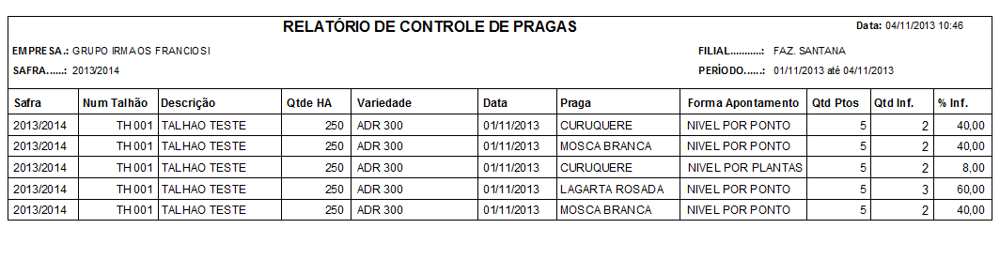 RELATÓRIO DE CONTROLE DE PRAGAS Data: 04/11/2013 10:46
EMPRESA.: GRUPO IRMAOS FRANCIOSI FILIAL...........: FAZ. SANTANA
SAFRA......: 2013/2014 PERÍODO......: 01/11/2013 até 04/11/2013
Safra Num Talhão Descrição Qtde HA Variedade Data Praga Forma Apontamento Qtd Ptos Qtd Inf. % Inf.
2013/2014 TH 001 TALHAO TESTE 250 ADR 300 01/11/2013 CURUQUERE NIVEL POR PONTO 5 2 40,00
2013/2014 TH 001 TALHAO TESTE 250 ADR 300 01/11/2013 MOSCA BRANCA NIVEL POR PONTO 5 2 40,00
2013/2014 TH 001 TALHAO TESTE 250 ADR 300 01/11/2013 CURUQUERE NIVEL POR PLANTAS 5 2 8,00
2013/2014 TH 001 TALHAO TESTE 250 ADR 300 01/11/2013 LAGARTA ROSADA NIVEL POR PONTO 5 3 60,00
2013/2014 TH 001 TALHAO TESTE 250 ADR 300 01/11/2013 MOSCA BRANCA NIVEL POR PONTO 5 2 40,00